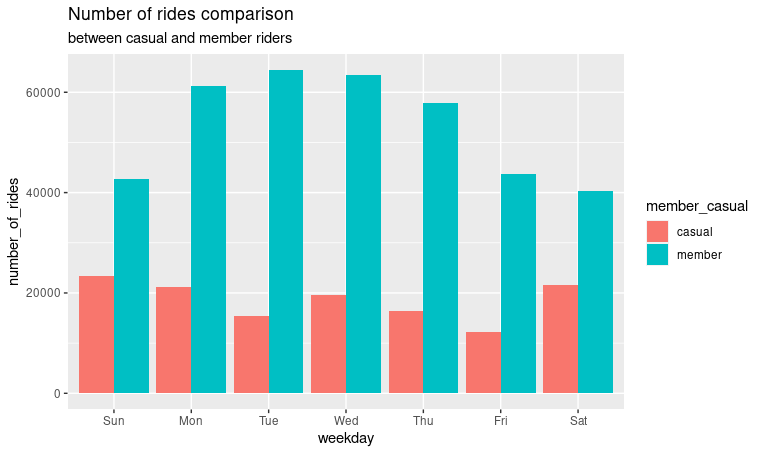 Number of rides comparison
between casual and member riders
number_of_rides
60000
40000
20000
0
Sun Mon Tue Wed Thu Fri Sat
weekday
member_casual
casual
member